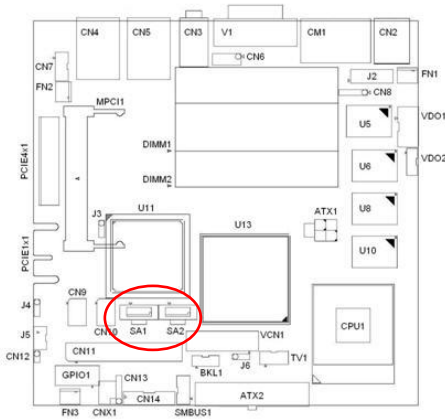 CN4 CN5 CN3 V1 CM1 CN2
CN6
CN7 J2 FN1
FN2 CN8
MPCI1 VDO1
U5
PCIE4x1 DIMM1 VDO2
U6
DIMM2
U11 U8
J3 U13 ATX1
U10
PCIE1x1
CN9
J4 CN10 SA1 SA2 VCN1 CPU1
J5
CN12 CN11 J6 TV1
BKL1
GPIO1 CN13
CN14 ATX2
FN3 CNX1 SMBUS1